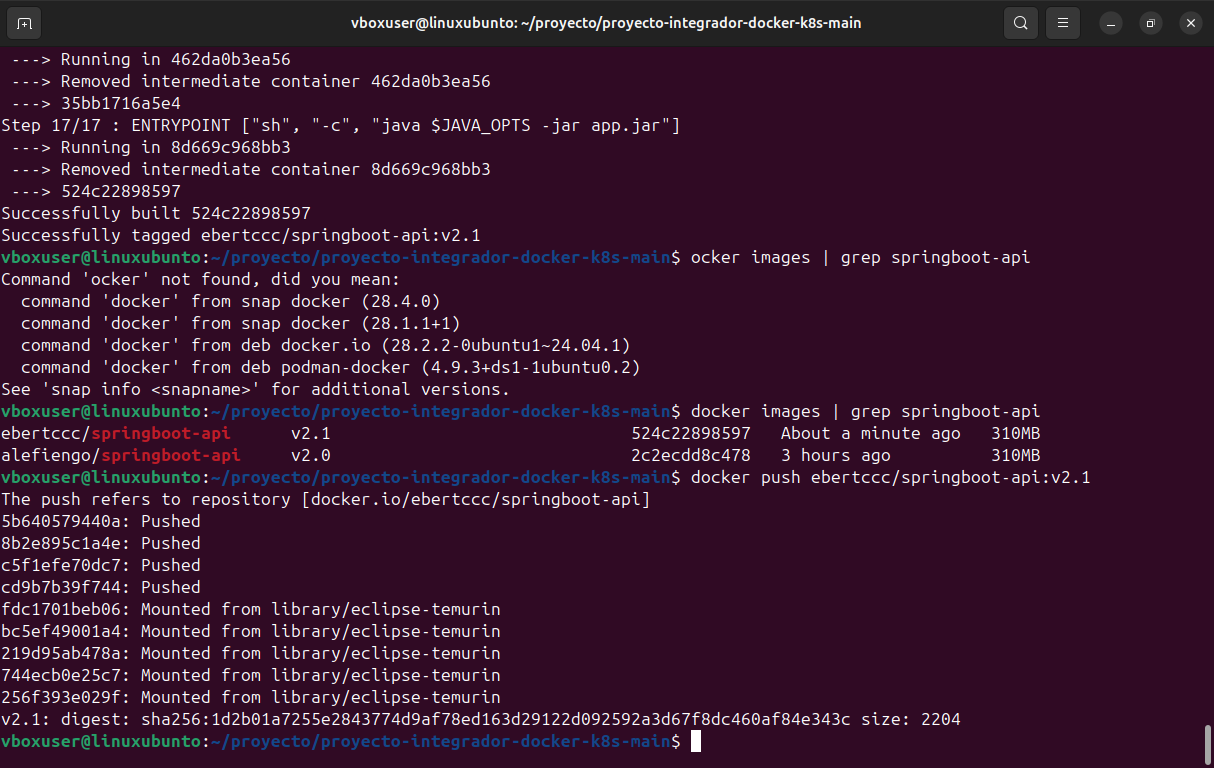 vboxuser@linuxubunto: ~/proyecto/proyecto-integrador-docker-k8s-main
---> Running in 462da0b3ea56
---> Removed intermediate container 462da0b3ea56
---> 35bb1716a5e4
Step 17/17 : ENTRYPOINT ["sh", "-c", "java $JAVA_OPTS -jar app.jar"]
---> Running in 8d669c968bb3
---> Removed intermediate container 8d669c968bb3
---> 524c22898597
Successfully built 524c22898597
Successfully tagged ebertccc/springboot-api:v2.1
vboxuser@linuxubunto:~/proyecto/proyecto-integrador-docker-k8s-main$ ocker images | grep springboot-api
Command 'ocker' not found, did you mean:
  command 'docker' from snap docker (28.4.0)
  command 'docker' from snap docker (28.1.1+1)
  command 'docker' from deb docker.io (28.2.2-0ubuntu1~24.04.1)
  command 'docker' from deb podman-docker (4.9.3+ds1-1ubuntu0.2)
See 'snap info <snapname>' for additional versions.
vboxuser@linuxubunto:~/proyecto/proyecto-integrador-docker-k8s-main$ docker images | grep springboot-api
ebertccc/springboot-api      v2.1                              524c22898597   About a minute ago   310MB
alefiengo/springboot-api     v2.0                              2c2ecdd8c478   3 hours ago          310MB
vboxuser@linuxubunto:~/proyecto/proyecto-integrador-docker-k8s-main$ docker push ebertccc/springboot-api:v2.1
The push refers to repository [docker.io/ebertccc/springboot-api]
5b640579440a: Pushed
8b2e895c1a4e: Pushed
c5f1efe70dc7: Pushed
cd9b7b39f744: Pushed
fdc1701beb06: Mounted from library/eclipse-temurin
bc5ef49001a4: Mounted from library/eclipse-temurin
219d95ab478a: Mounted from library/eclipse-temurin
744ecb0e25c7: Mounted from library/eclipse-temurin
256f393e029f: Mounted from library/eclipse-temurin
v2.1: digest: sha256:1d2b01a7255e2843774d9af78ed163d29122d092592a3d67f8dc460af84e343c size: 2204
vboxuser@linuxubunto:~/proyecto/proyecto-integrador-docker-k8s-main$